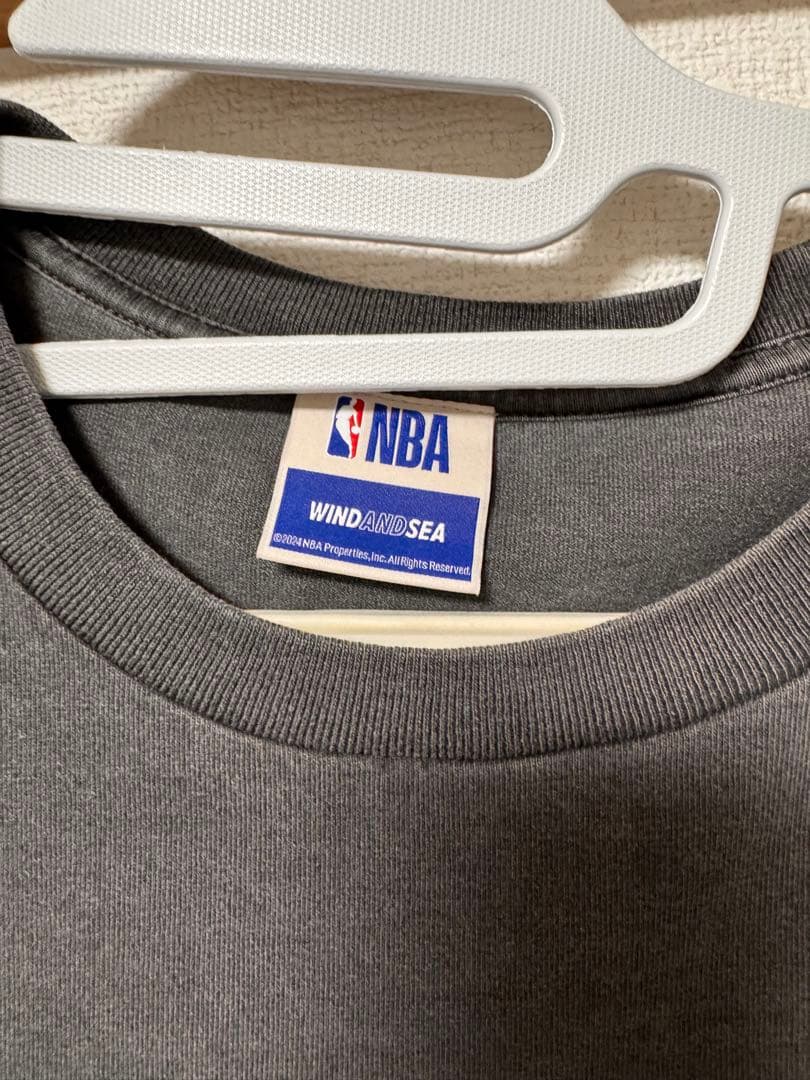 NBA
WINDANDSEA
©2024 NBA Properties, Inc. All Rights Reserved.